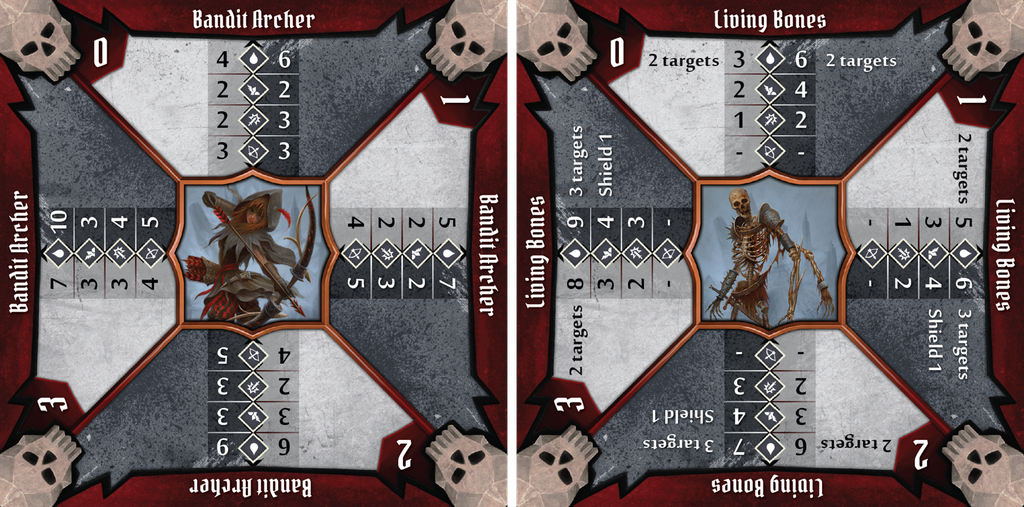 Bandit Archer
0
4 6
2 2
2 3
3 3
Bandit Archer
1
5 7
2 2
2 3
4 5
Bandit Archer
2
6 9
3 3
2 3
4 5
Bandit Archer
3
7 10
3 3
3 4
4 5
Living Bones
0
2 targets 3 6 2 targets
2 4
1 2
- -
Living Bones
1
2 targets 5 6 3 targets
3 4 Shield 1
1 2
- -
Living Bones
2
2 targets 6 7 3 targets
3 4 Shield 1
2 3
- -
Living Bones
3
2 targets 8 9 3 targets
3 4 Shield 1
2 3
- -